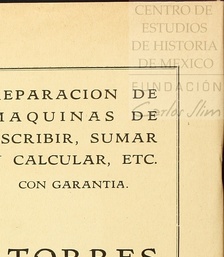 CENTRO DE
ESTUDIOS
DE HISTORIA
DE MEXICO
FUNDACIÓN
Carlos Slim
EPARACION DE
MAQUINAS DE
SCRIBIR, SUMAR
Y CALCULAR, ETC.
CON GARANTIA.
TORRES